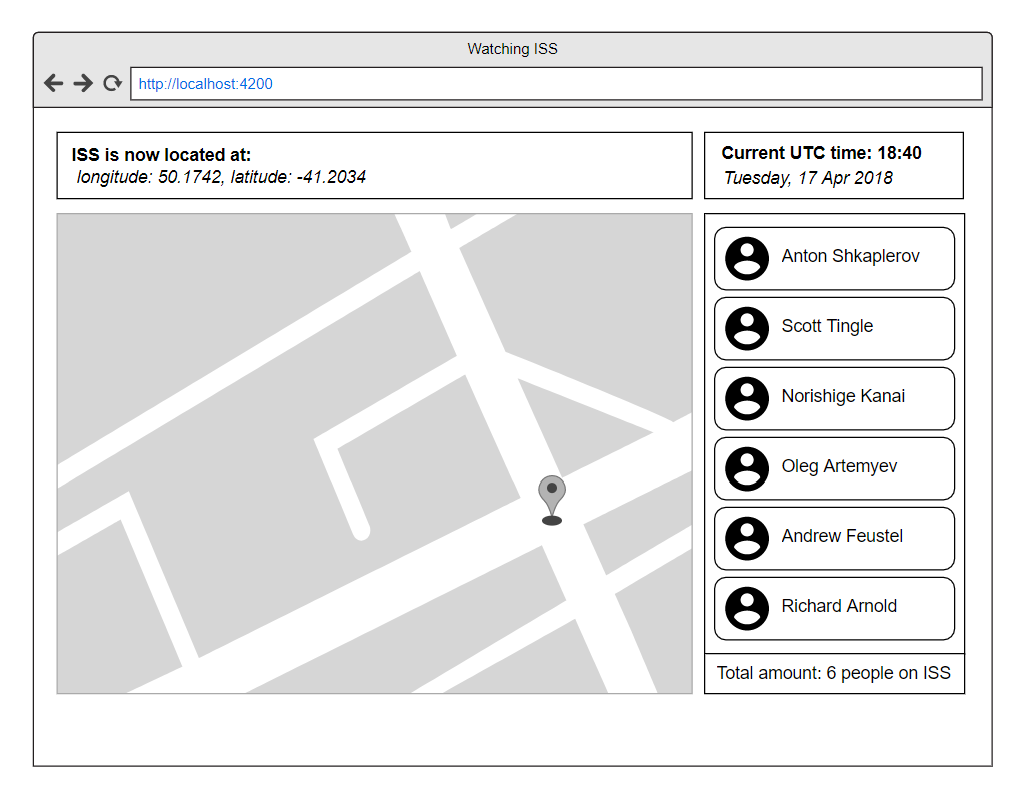 Watching ISS
http://localhost:4200
ISS is now located at:
longitude: 50.1742, latitude: -41.2034
Current UTC time: 18:40
Tuesday, 17 Apr 2018
Anton Shkaplerov
Scott Tingle
Norishige Kanai
Oleg Artemyev
Andrew Feustel
Richard Arnold
Total amount: 6 people on ISS